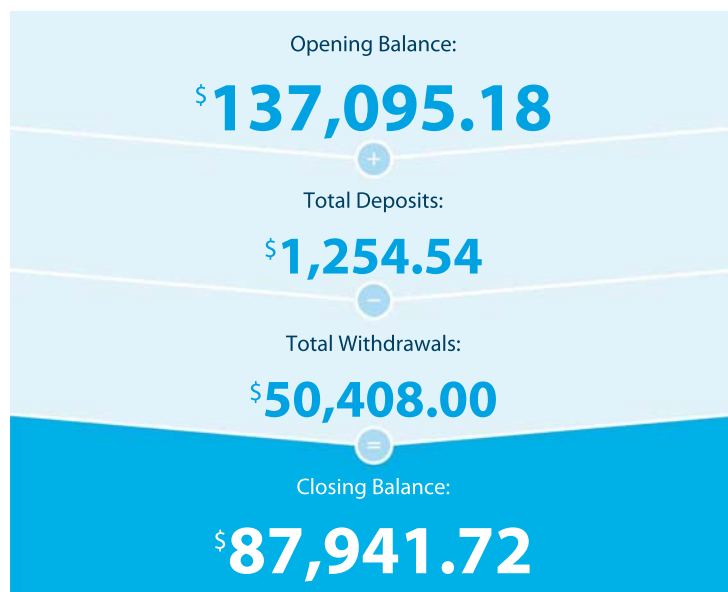 Opening Balance:
$137,095.18
+
Total Deposits:
$1,254.54
−
Total Withdrawals:
$50,408.00
=
Closing Balance:
$87,941.72